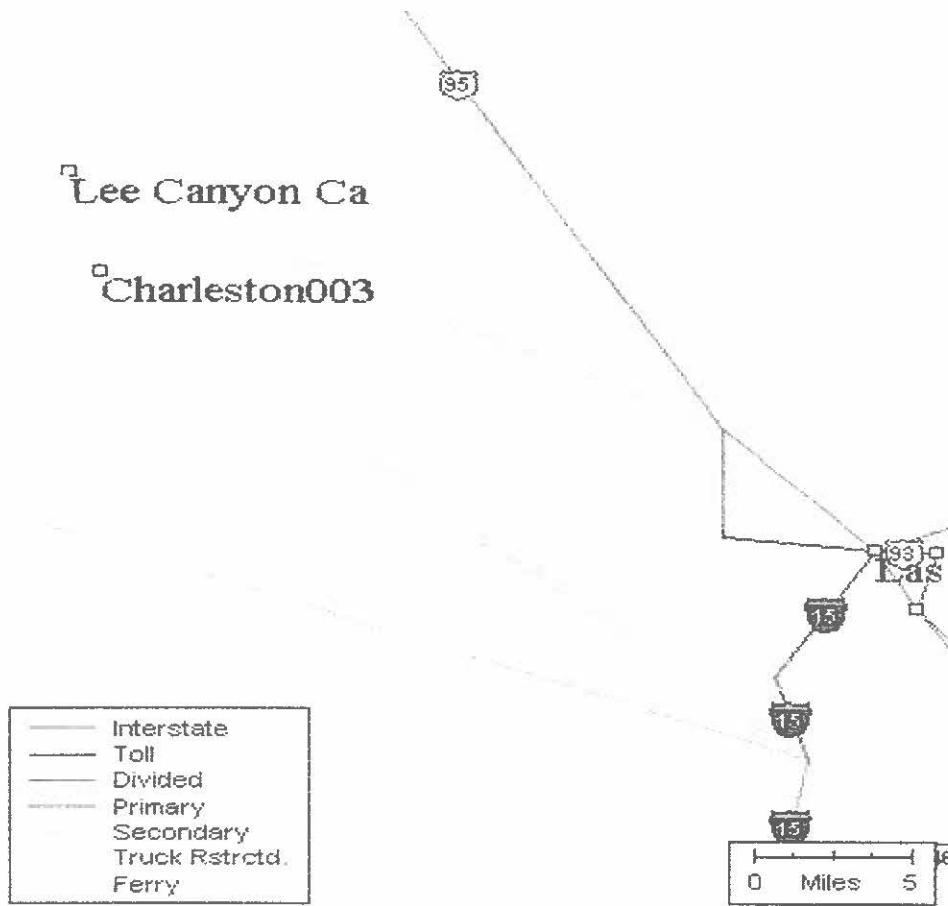 95
Lee Canyon Ca
Charleston003
93
Las
15
15
15
Interstate
Toll
Divided
Primary
Secondary
Truck Rstrctd.
Ferry
0 Miles 5